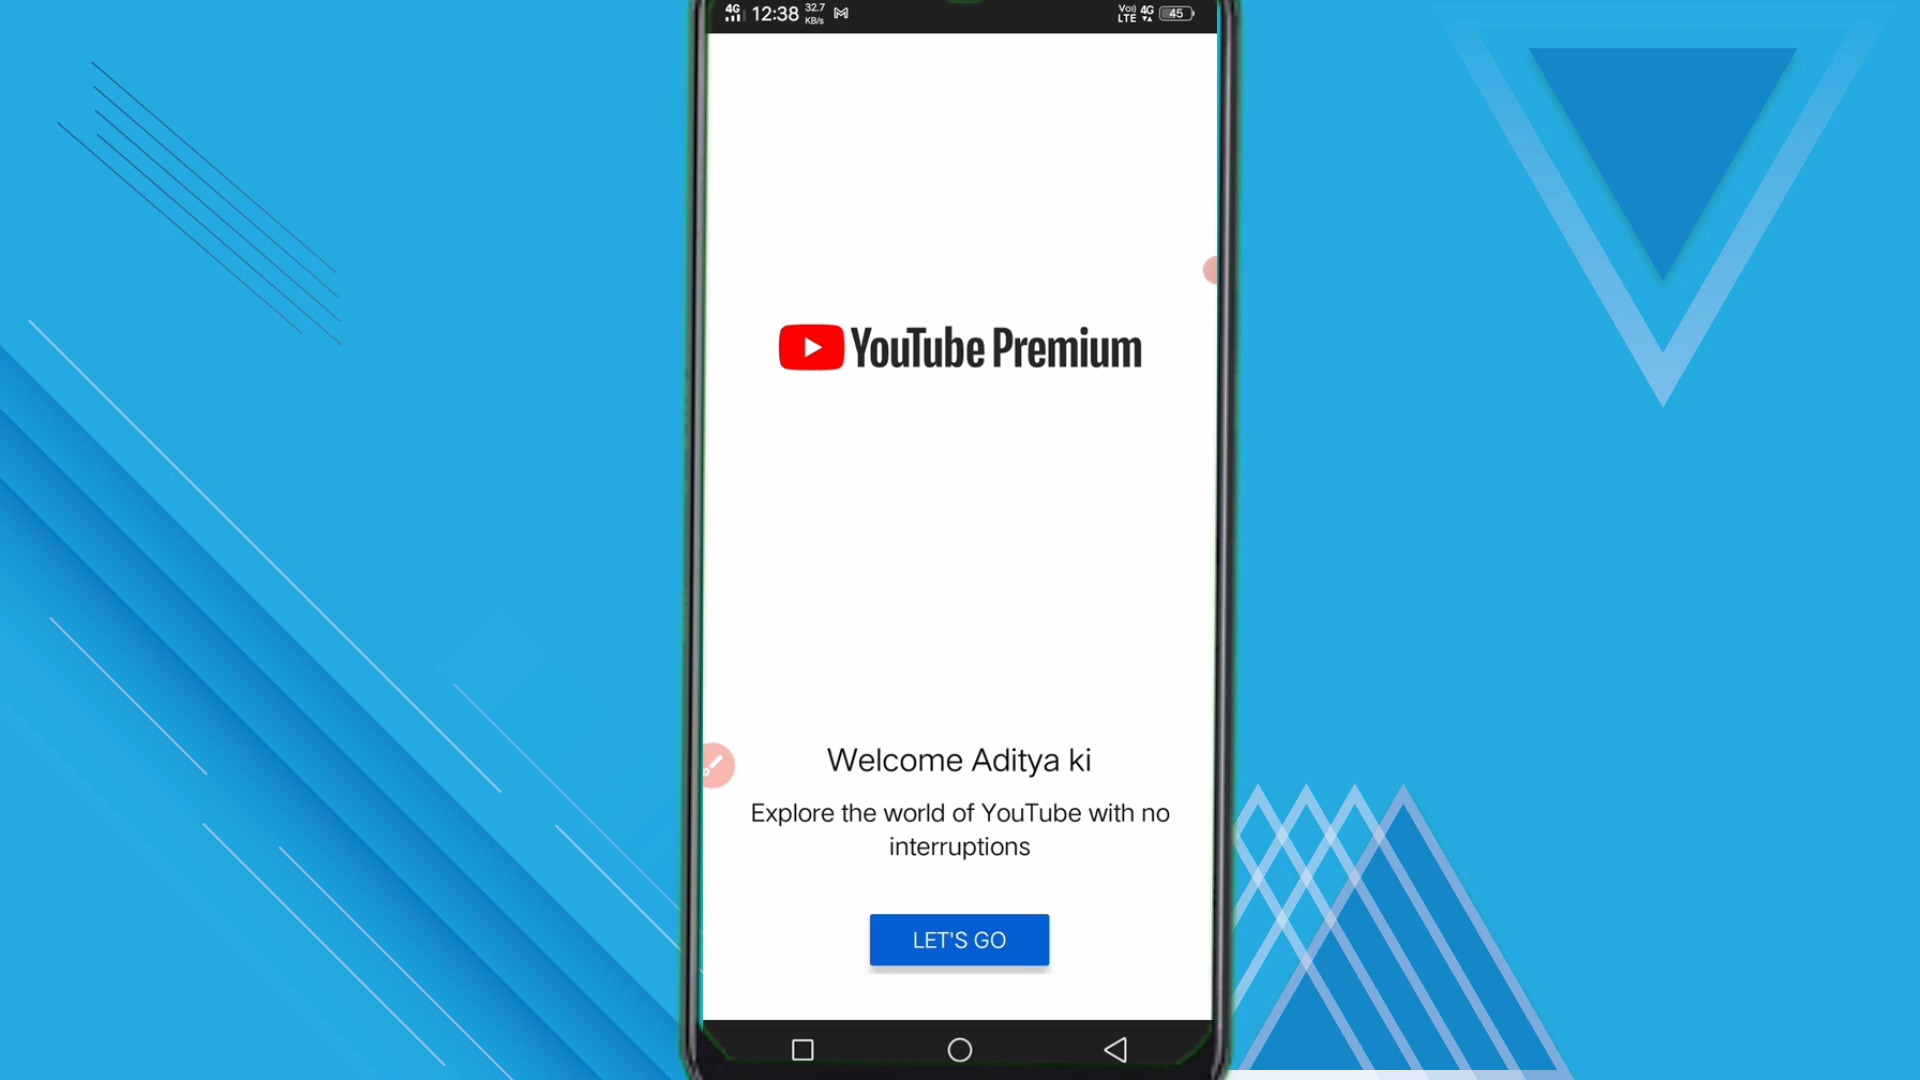 4G 12:38 32.7 KB/s
Vo) LTE 4G 45
YouTube Premium
Welcome Aditya ki
Explore the world of YouTube with no
interruptions
LET'S GO